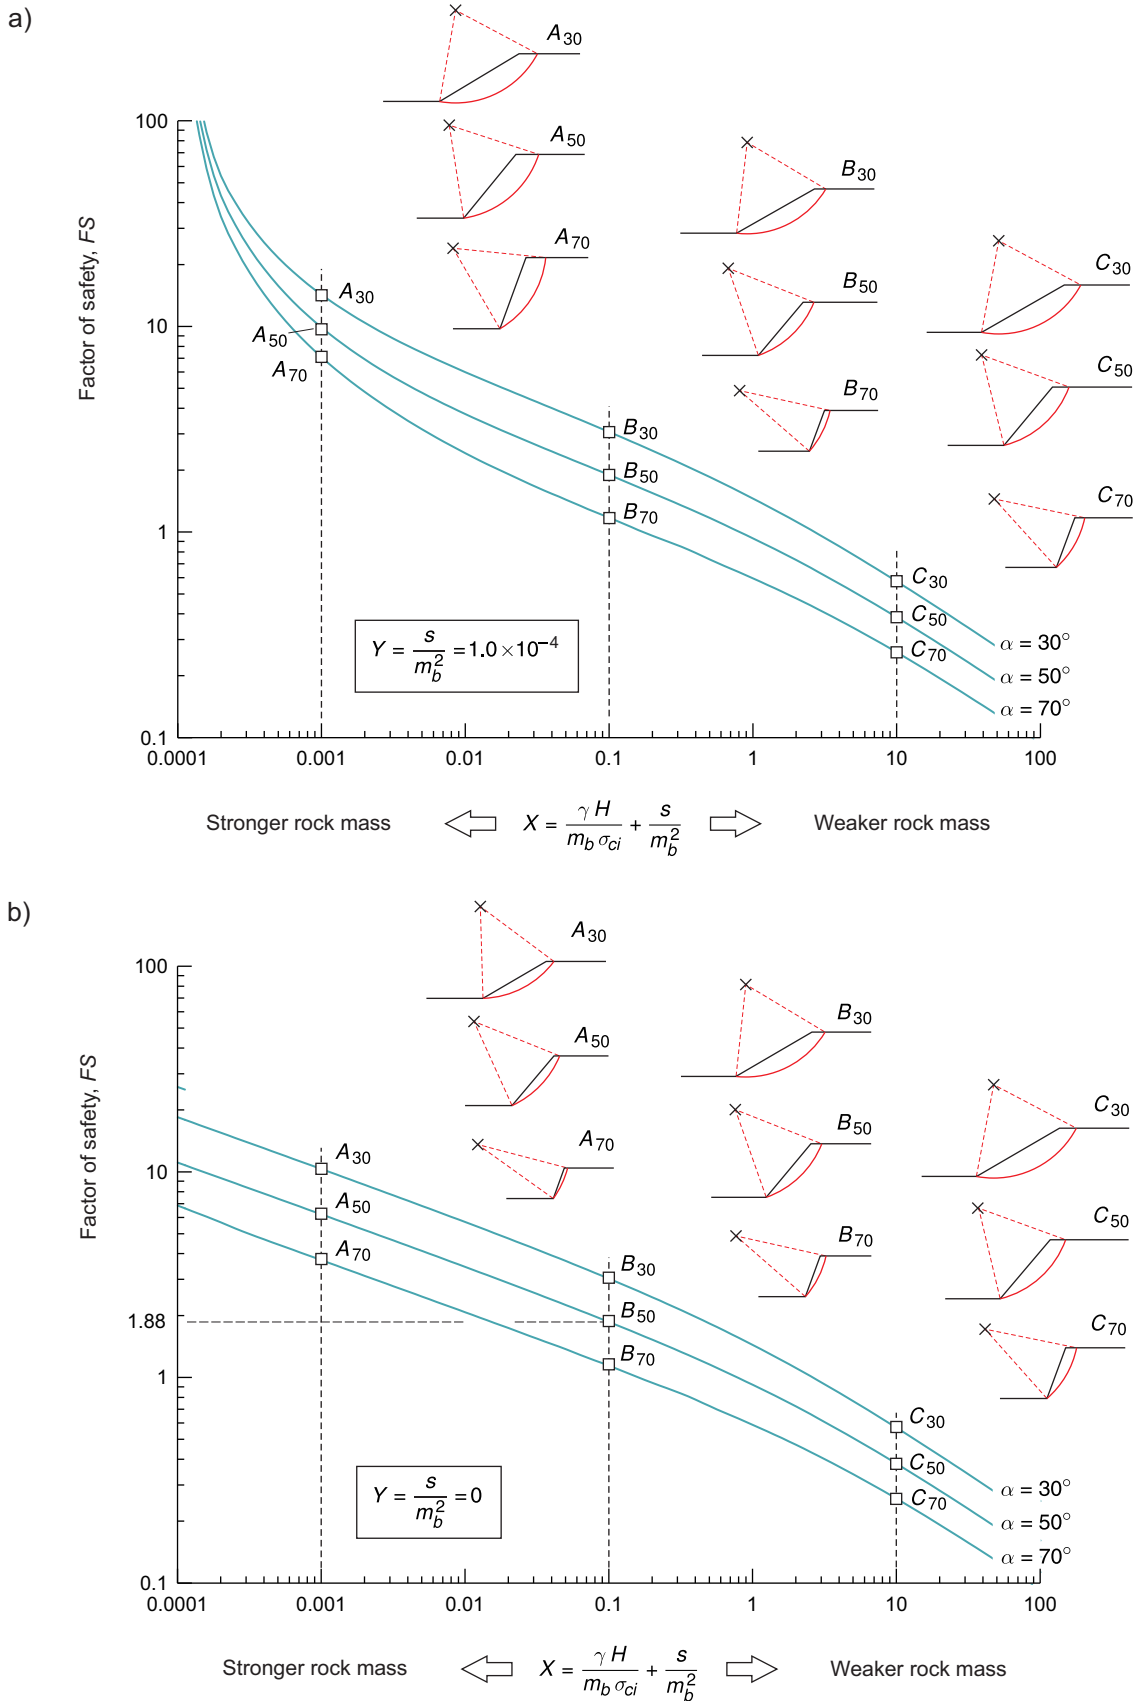 a)
A30
A50
A70
B30
B50
B70
C30
C50
C70
Factor of safety, FS
100
10
1
0.1
A30
A50
A70
B30
B50
B70
C30
C50
C70
α = 30°
α = 50°
α = 70°
Y = s / m_b^2 = 1.0 × 10^−4
0.0001 0.001 0.01 0.1 1 10 100
Stronger rock mass X = γ H / m_b σ_ci + s / m_b^2 Weaker rock mass
b)
A30
A50
A70
B30
B50
B70
C30
C50
C70
Factor of safety, FS
100
10
1.88
1
0.1
A30
A50
A70
B30
B50
B70
C30
C50
C70
α = 30°
α = 50°
α = 70°
Y = s / m_b^2 = 0
0.0001 0.001 0.01 0.1 1 10 100
Stronger rock mass X = γ H / m_b σ_ci + s / m_b^2 Weaker rock mass